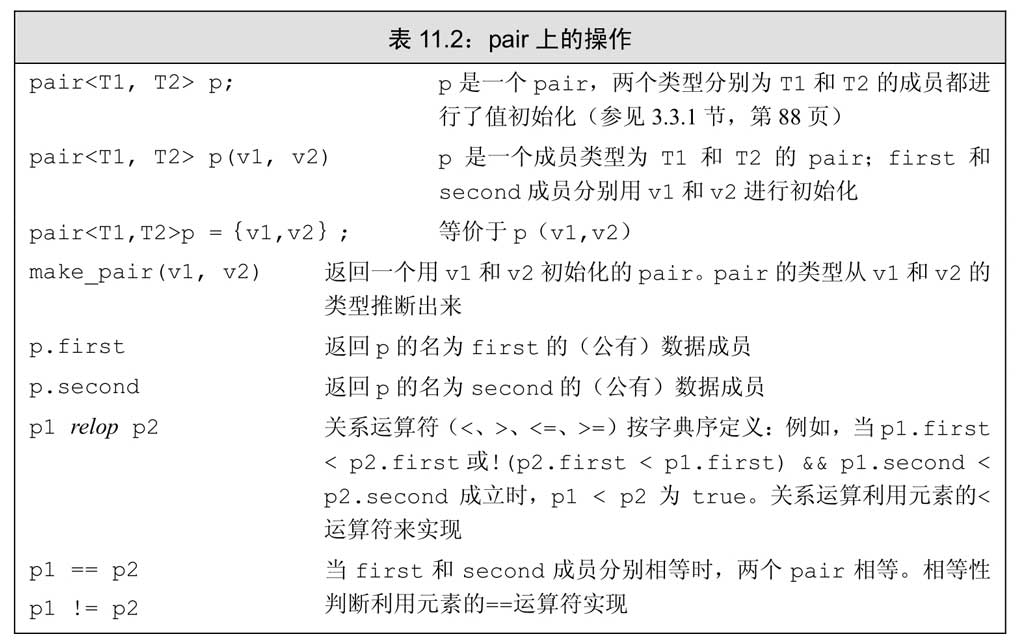 表 11.2：pair 上的操作
pair<T1, T2> p; p 是一个 pair，两个类型分别为 T1 和 T2 的成员都进
行了值初始化（参见 3.3.1 节，第 88 页）
pair<T1, T2> p(v1, v2) p 是一个成员类型为 T1 和 T2 的 pair；first 和
second 成员分别用 v1 和 v2 进行初始化
pair<T1,T2>p = {v1,v2} ; 等价于 p（v1,v2）
make_pair(v1, v2) 返回一个用 v1 和 v2 初始化的 pair。pair 的类型从 v1 和 v2 的
类型推断出来
p.first 返回 p 的名为 first 的（公有）数据成员
p.second 返回 p 的名为 second 的（公有）数据成员
p1 relop p2 关系运算符（<、>、<=、>=）按字典序定义：例如，当 p1.first
< p2.first 或!(p2.first < p1.first) && p1.second <
p2.second 成立时，p1 < p2 为 true。关系运算利用元素的<
运算符来实现
p1 == p2 当 first 和 second 成员分别相等时，两个 pair 相等。相等性
p1 != p2 判断利用元素的==运算符实现